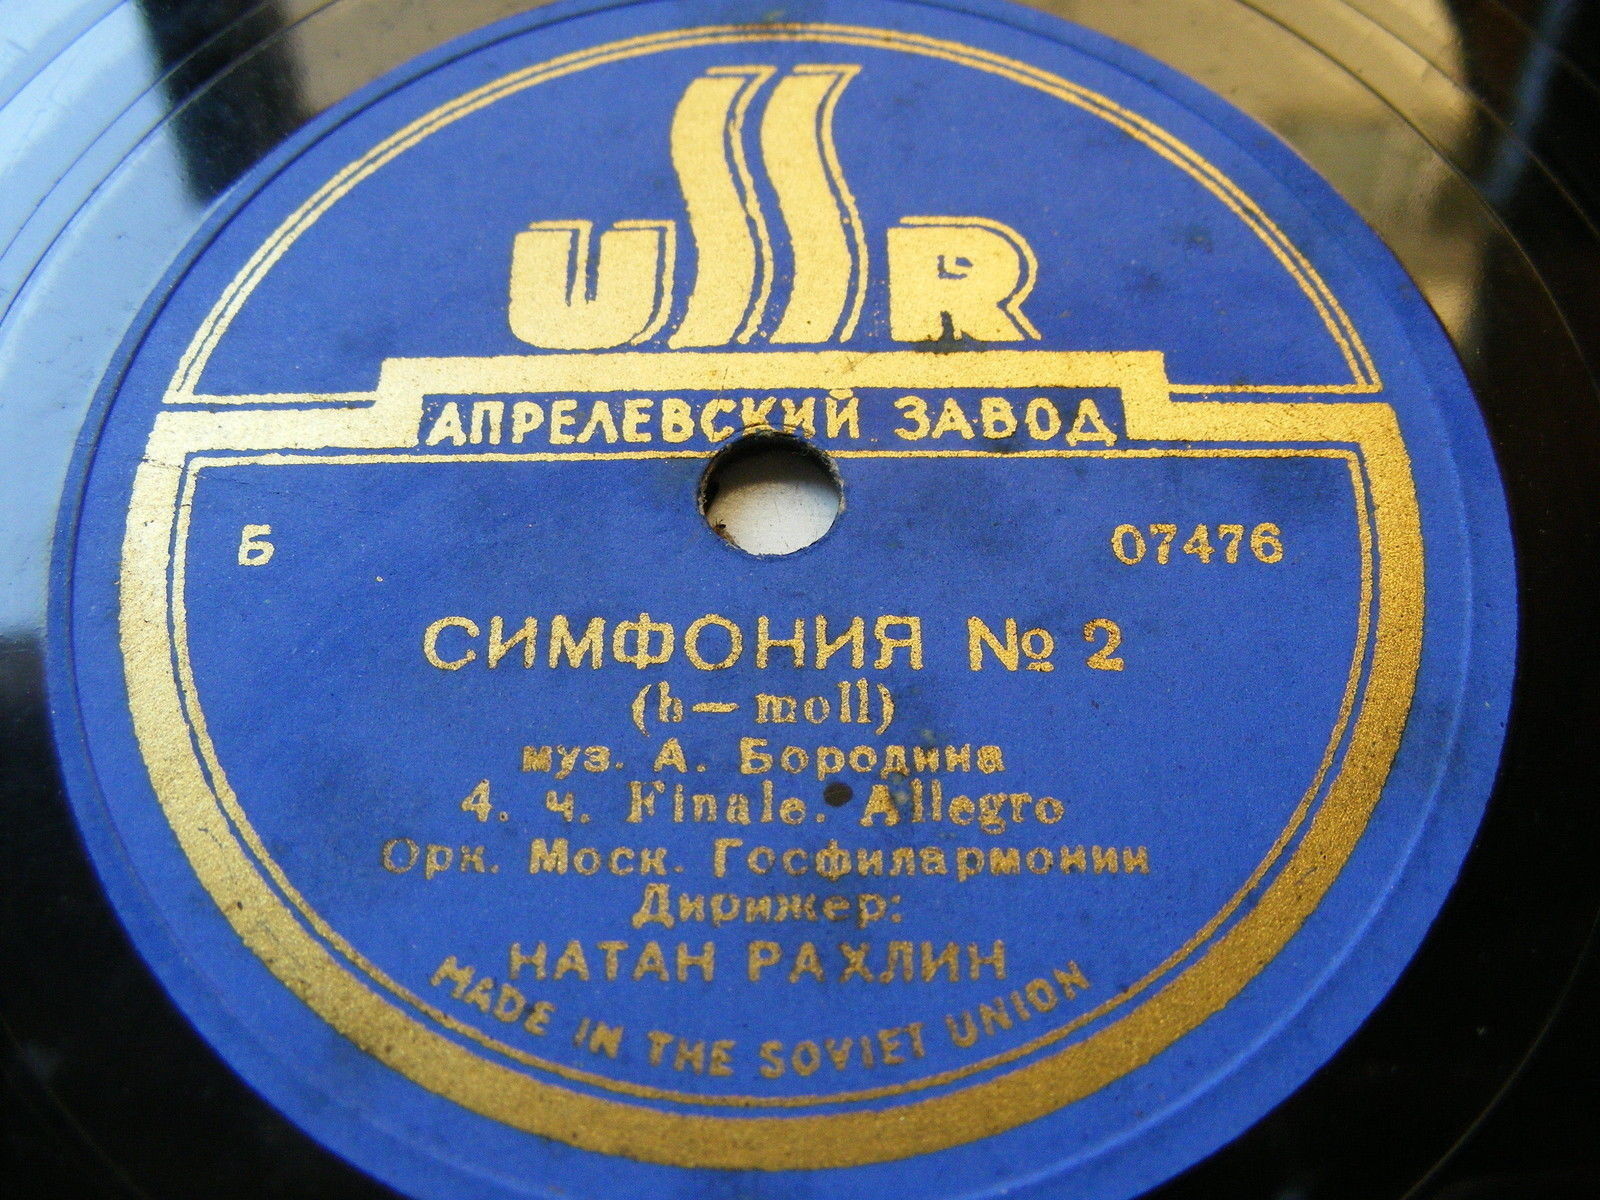 USSR
АПРЕЛЕВСКИЙ ЗАВОД
Б 07476
СИМФОНИЯ № 2
(h — moll)
муз. А. Бородина
4. ч. Finale. Allegro
Орк. Моск. Госфилармонии
Дирижер:
НАТАН РАХЛИН
MADE IN THE SOVIET UNION